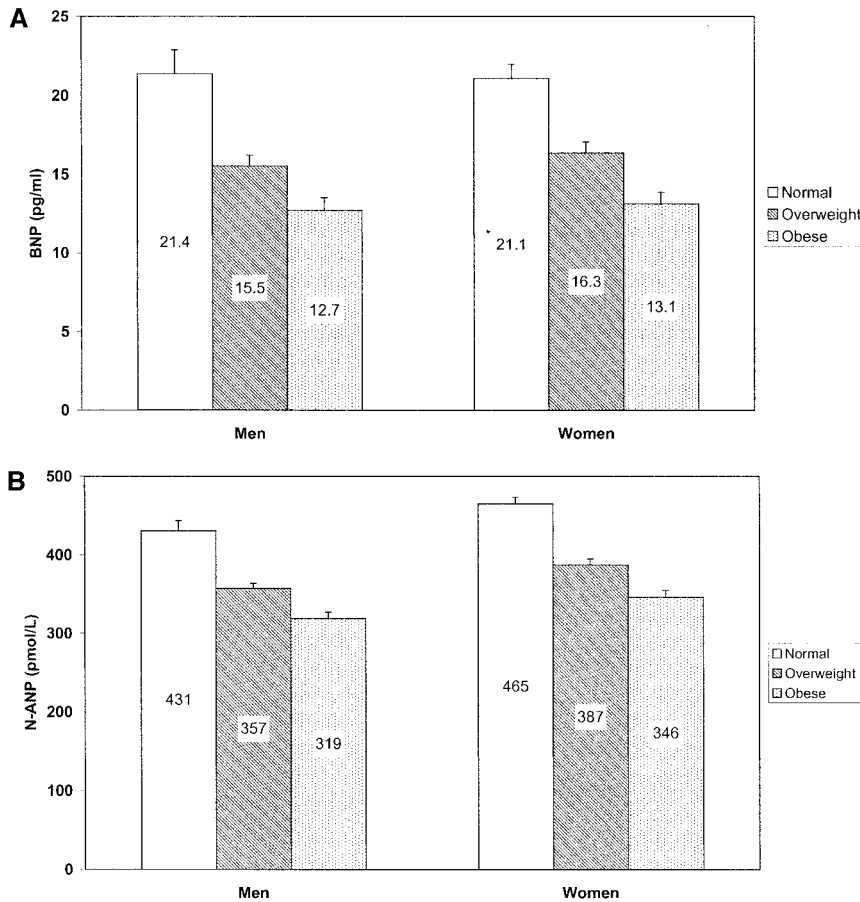 A
25
20
15
10
5
0
BNP (pg/ml)
21.4
15.5
12.7
21.1
16.3
13.1
Men
Women
Normal
Overweight
Obese
B
500
400
300
200
100
0
N-ANP (pmol/L)
431
357
319
465
387
346
Men
Women
Normal
Overweight
Obese